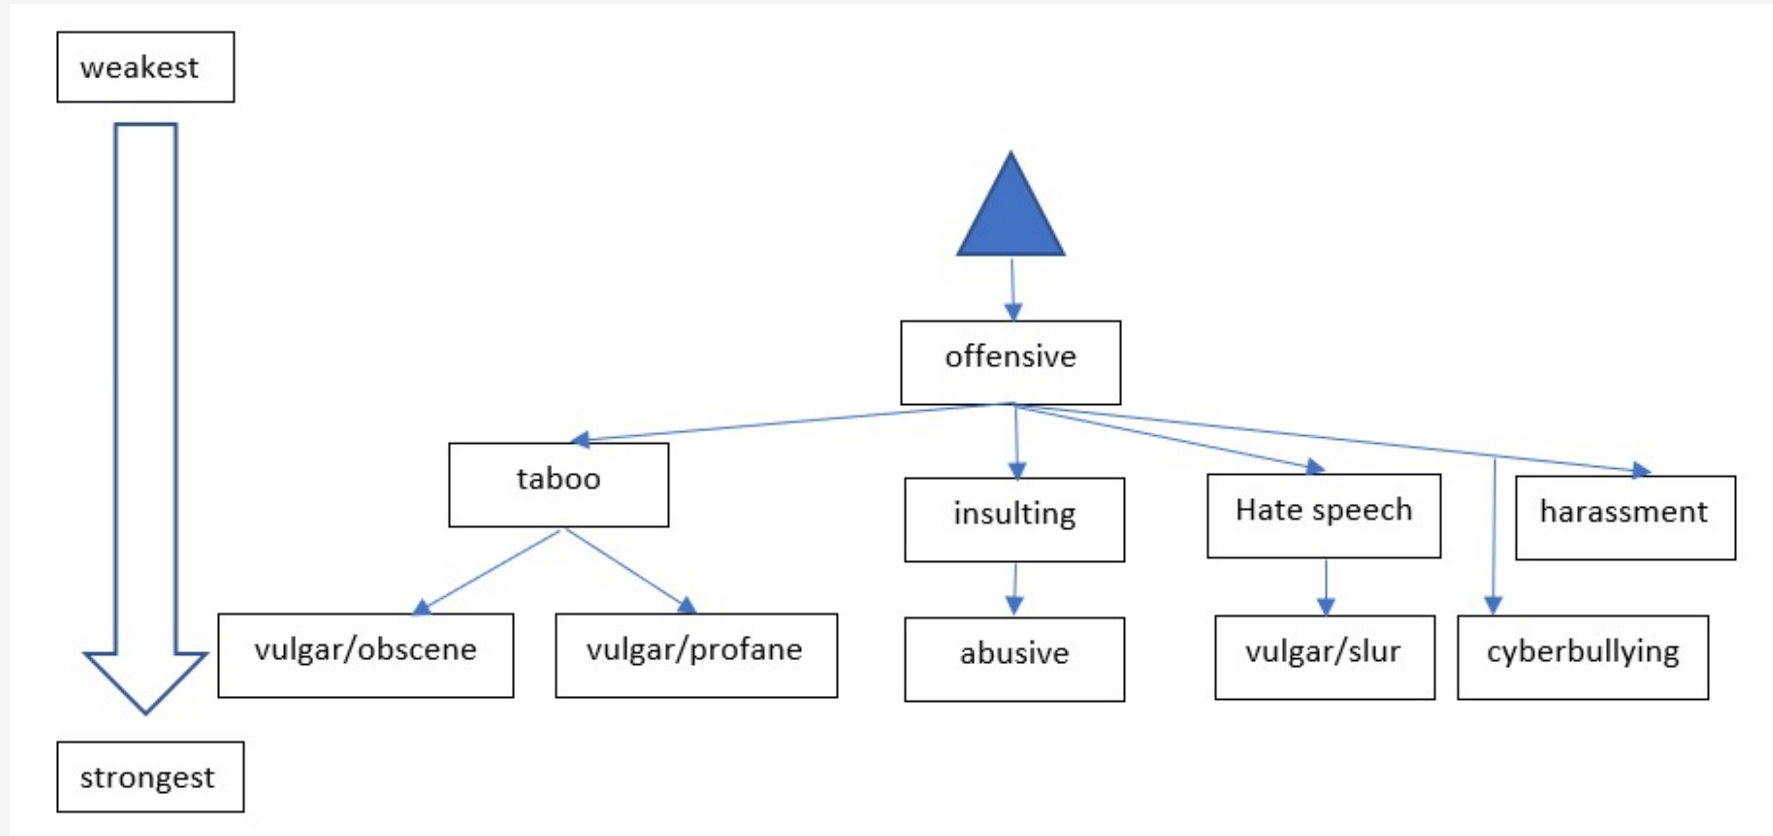 weakest
offensive
taboo
insulting
Hate speech
harassment
vulgar/obscene
vulgar/profane
abusive
vulgar/slur
cyberbullying
strongest